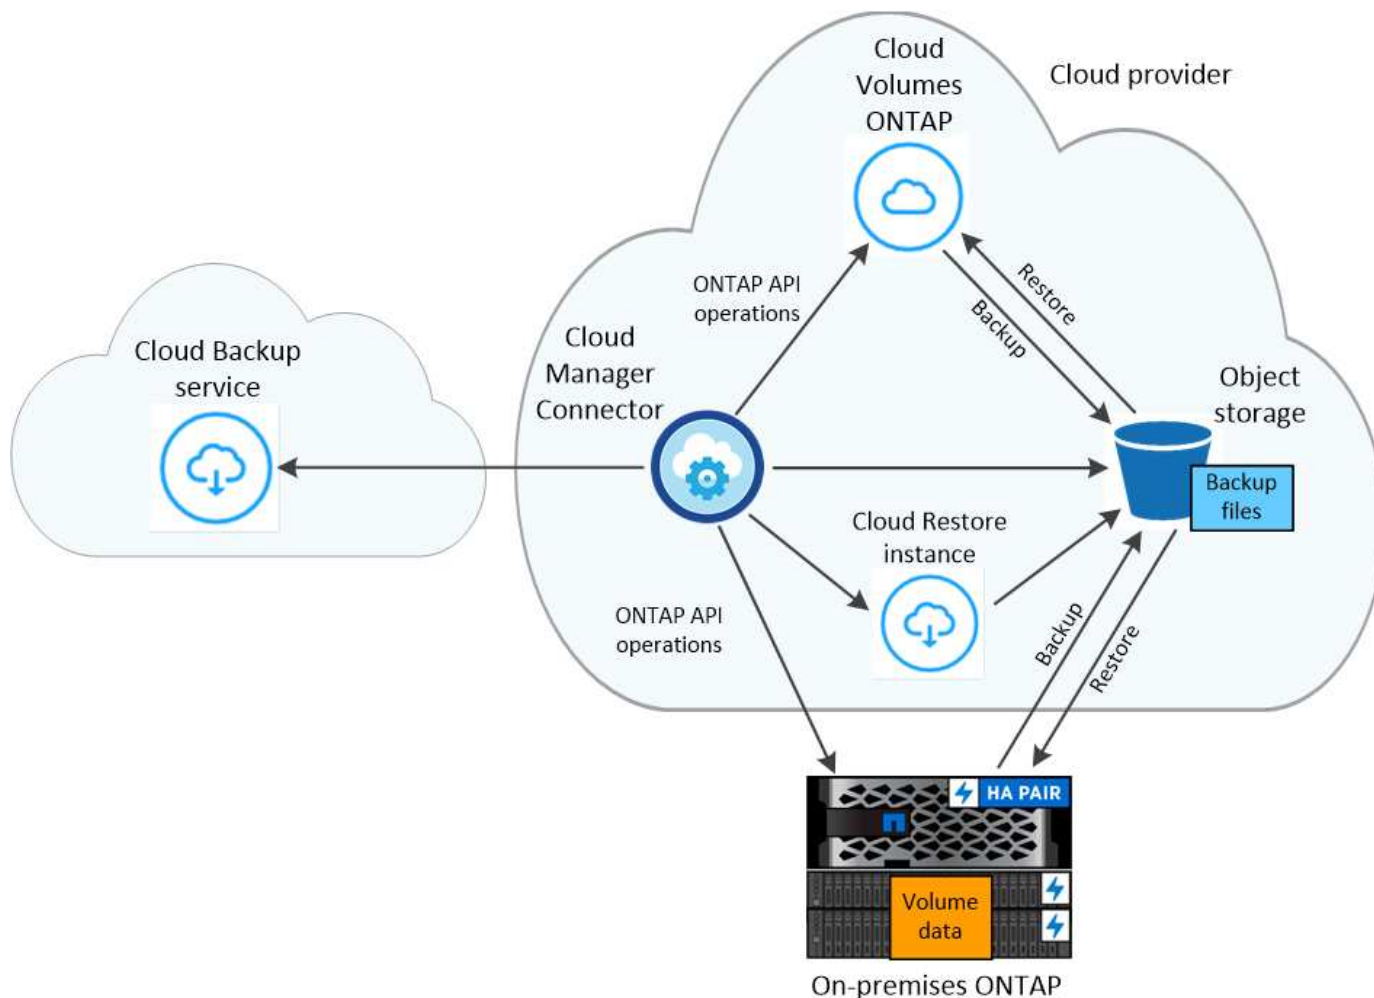 Cloud
Volumes
ONTAP
Cloud provider
ONTAP API
operations
Restore
Backup
Cloud Backup
service
Cloud
Manager
Connector
Object
storage
Backup
files
Cloud Restore
instance
ONTAP API
operations
Backup
Restore
HA PAIR
Volume
data
On-premises ONTAP